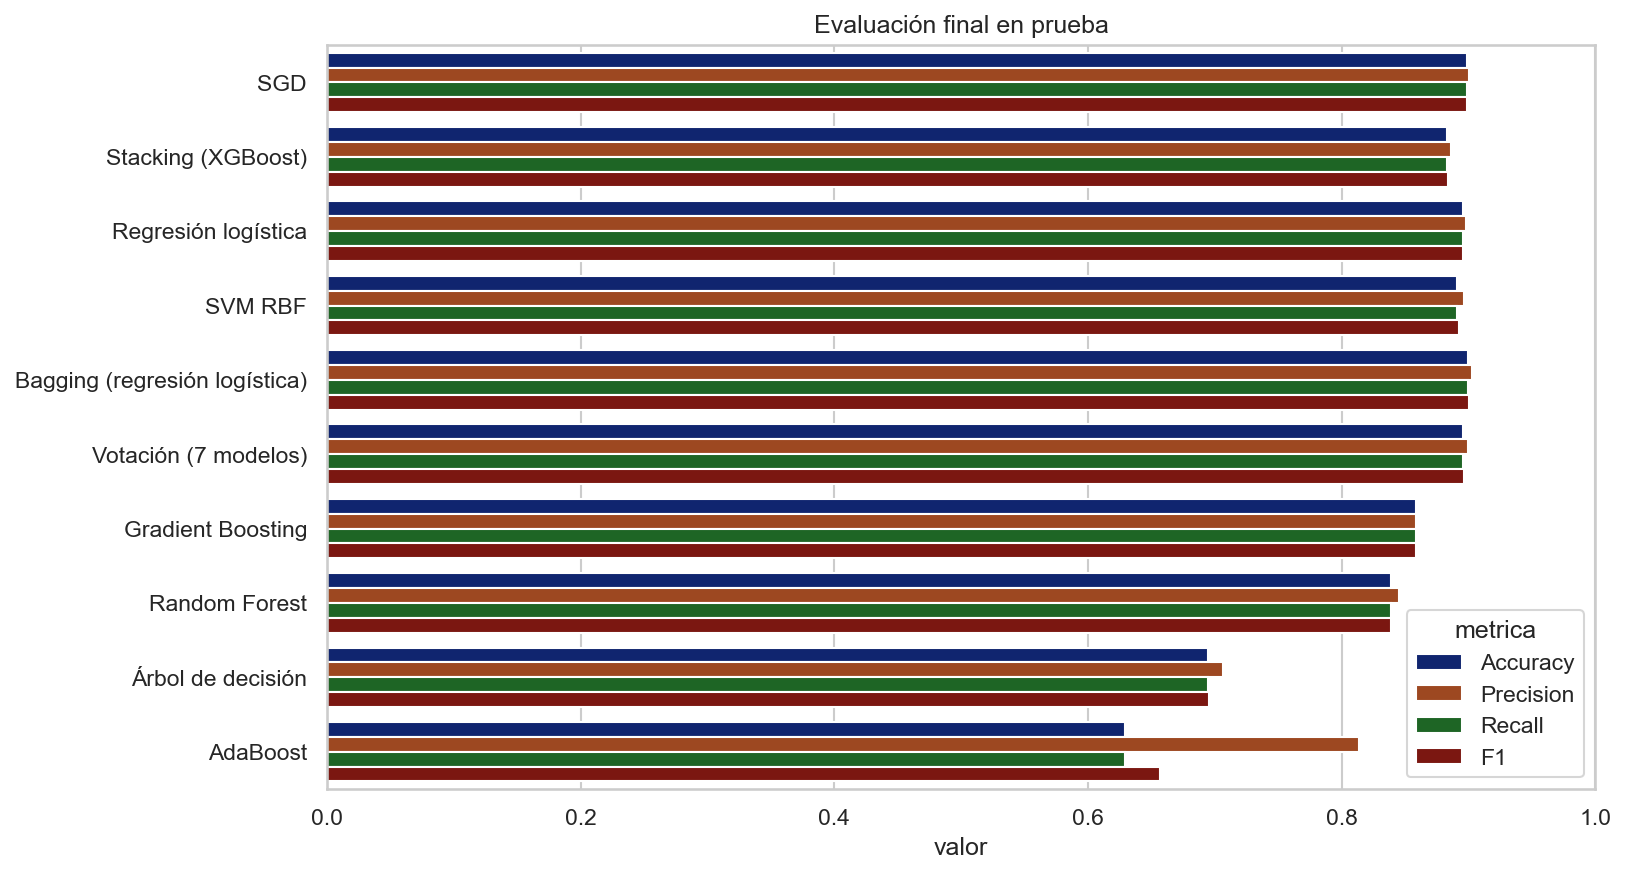 Evaluación final en prueba
SGD
Stacking (XGBoost)
Regresión logística
SVM RBF
Bagging (regresión logística)
Votación (7 modelos)
Gradient Boosting
Random Forest
Árbol de decisión
AdaBoost
metrica
Accuracy
Precision
Recall
F1
0.0 0.2 0.4 0.6 0.8 1.0
valor